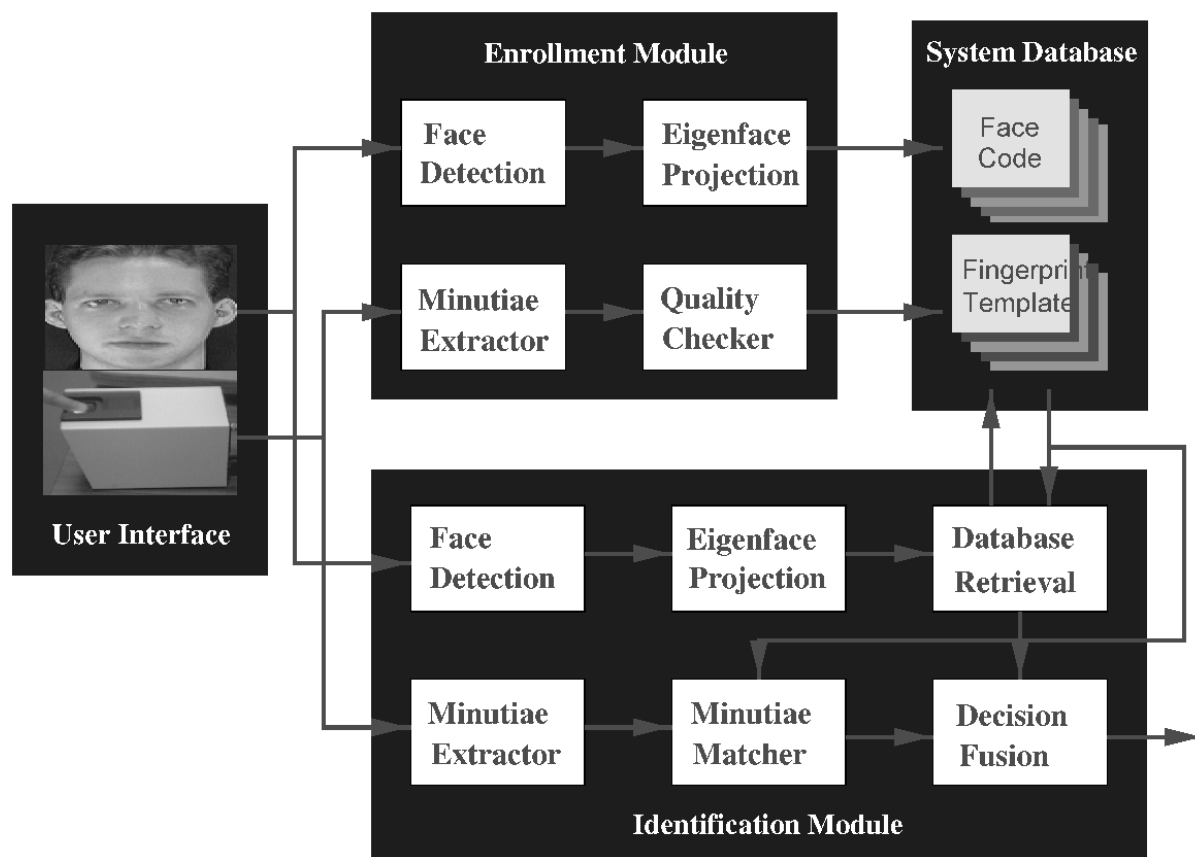 Enrollment Module
System Database
Face
Detection
Eigenface
Projection
Face
Code
Minutiae
Extractor
Quality
Checker
Fingerprint
Template
User Interface
Face
Detection
Eigenface
Projection
Database
Retrieval
Minutiae
Extractor
Minutiae
Matcher
Decision
Fusion
Identification Module